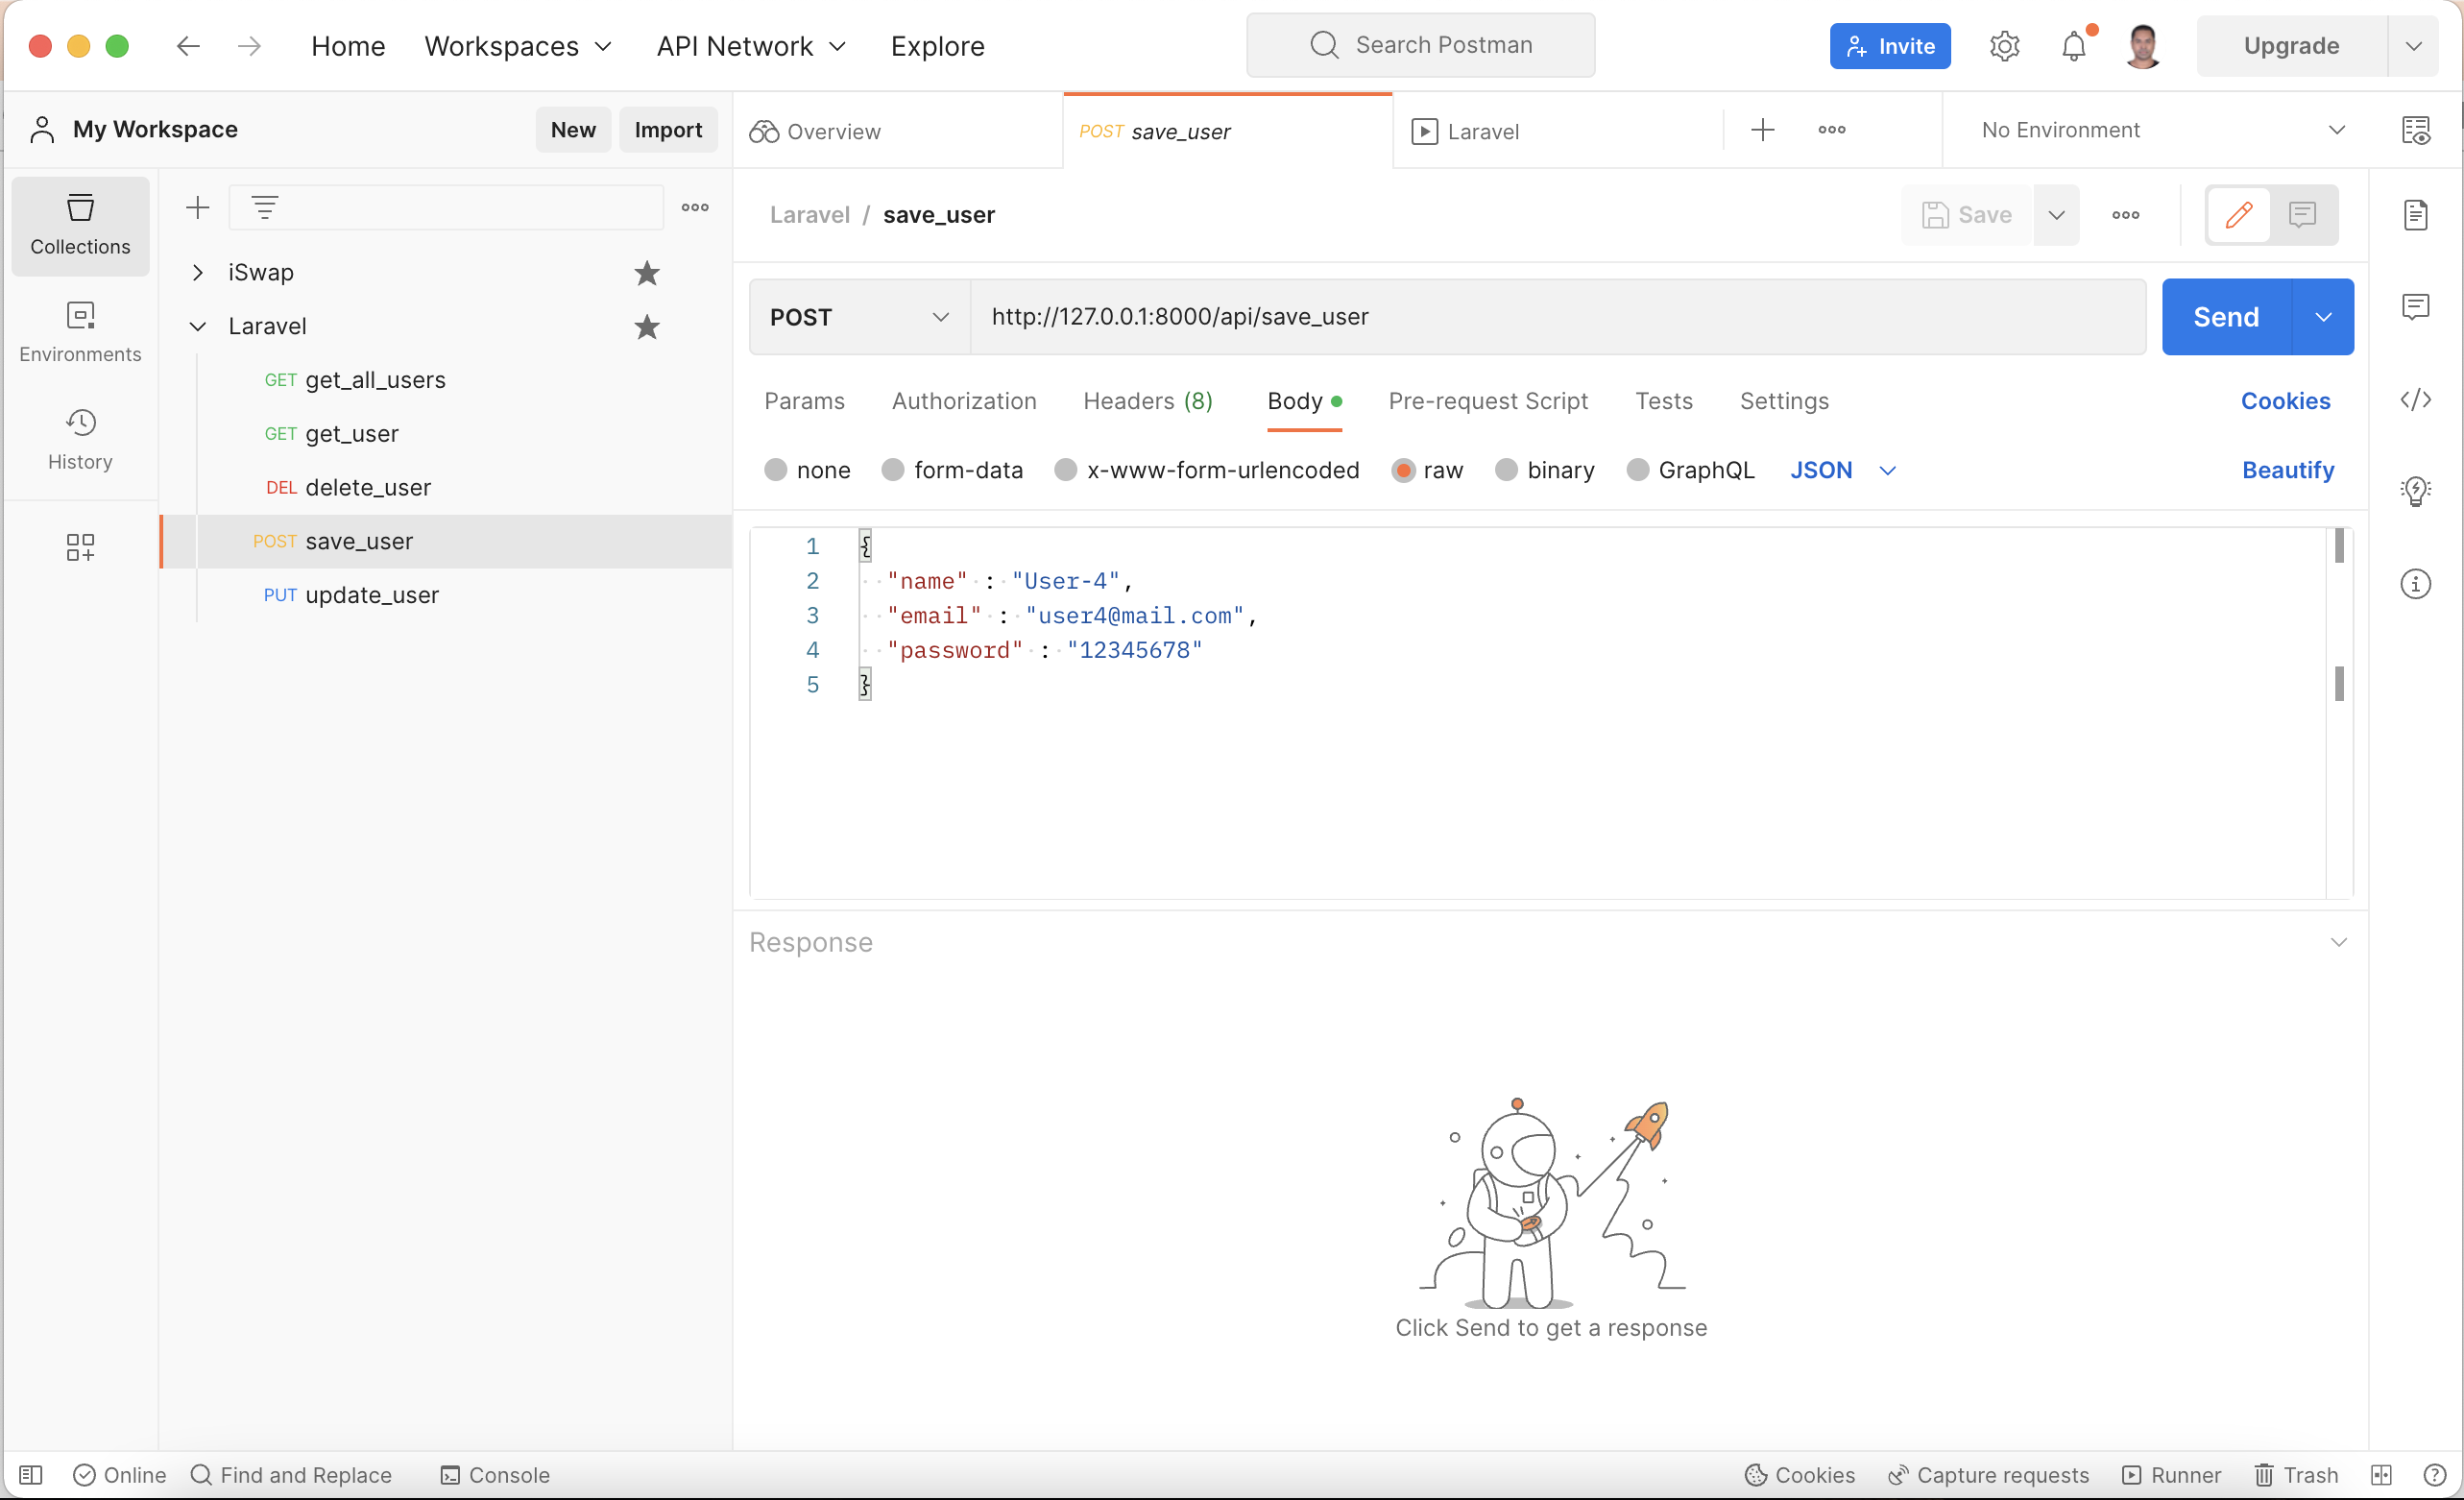 Home Workspaces API Network Explore Search Postman Invite Upgrade
My Workspace New Import Overview POST save_user Laravel No Environment
Collections
Environments
History
iSwap
Laravel
GET get_all_users
GET get_user
DEL delete_user
POST save_user
PUT update_user
Laravel / save_user Save
POST http://127.0.0.1:8000/api/save_user Send
Params Authorization Headers (8) Body Pre-request Script Tests Settings Cookies
none form-data x-www-form-urlencoded raw binary GraphQL JSON Beautify
1 {
2 "name" : "User-4",
3 "email" : "user4@mail.com",
4 "password" : "12345678"
5 }
Response
Click Send to get a response
Online Find and Replace Console Cookies Capture requests Runner Trash